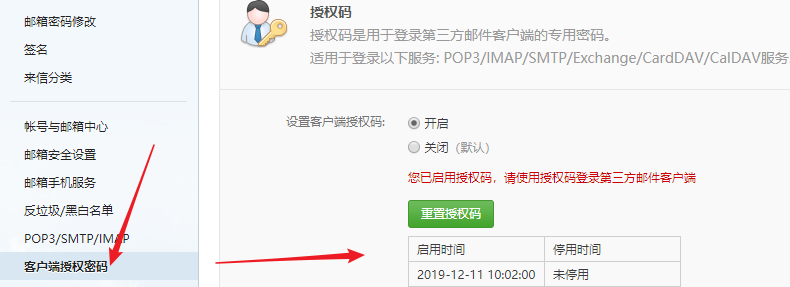 邮箱密码修改
签名
来信分类
帐号与邮箱中心
邮箱安全设置
邮箱手机服务
反垃圾/黑白名单
POP3/SMTP/IMAP
客户端授权密码
授权码
授权码是用于登录第三方邮件客户端的专用密码。
适用于登录以下服务: POP3/IMAP/SMTP/Exchange/CardDAV/CalDAV服务
设置客户端授权码: 开启
关闭 (默认)
您已启用授权码，请使用授权码登录第三方邮件客户端
重置授权码
启用时间 停用时间
2019-12-11 10:02:00 未停用